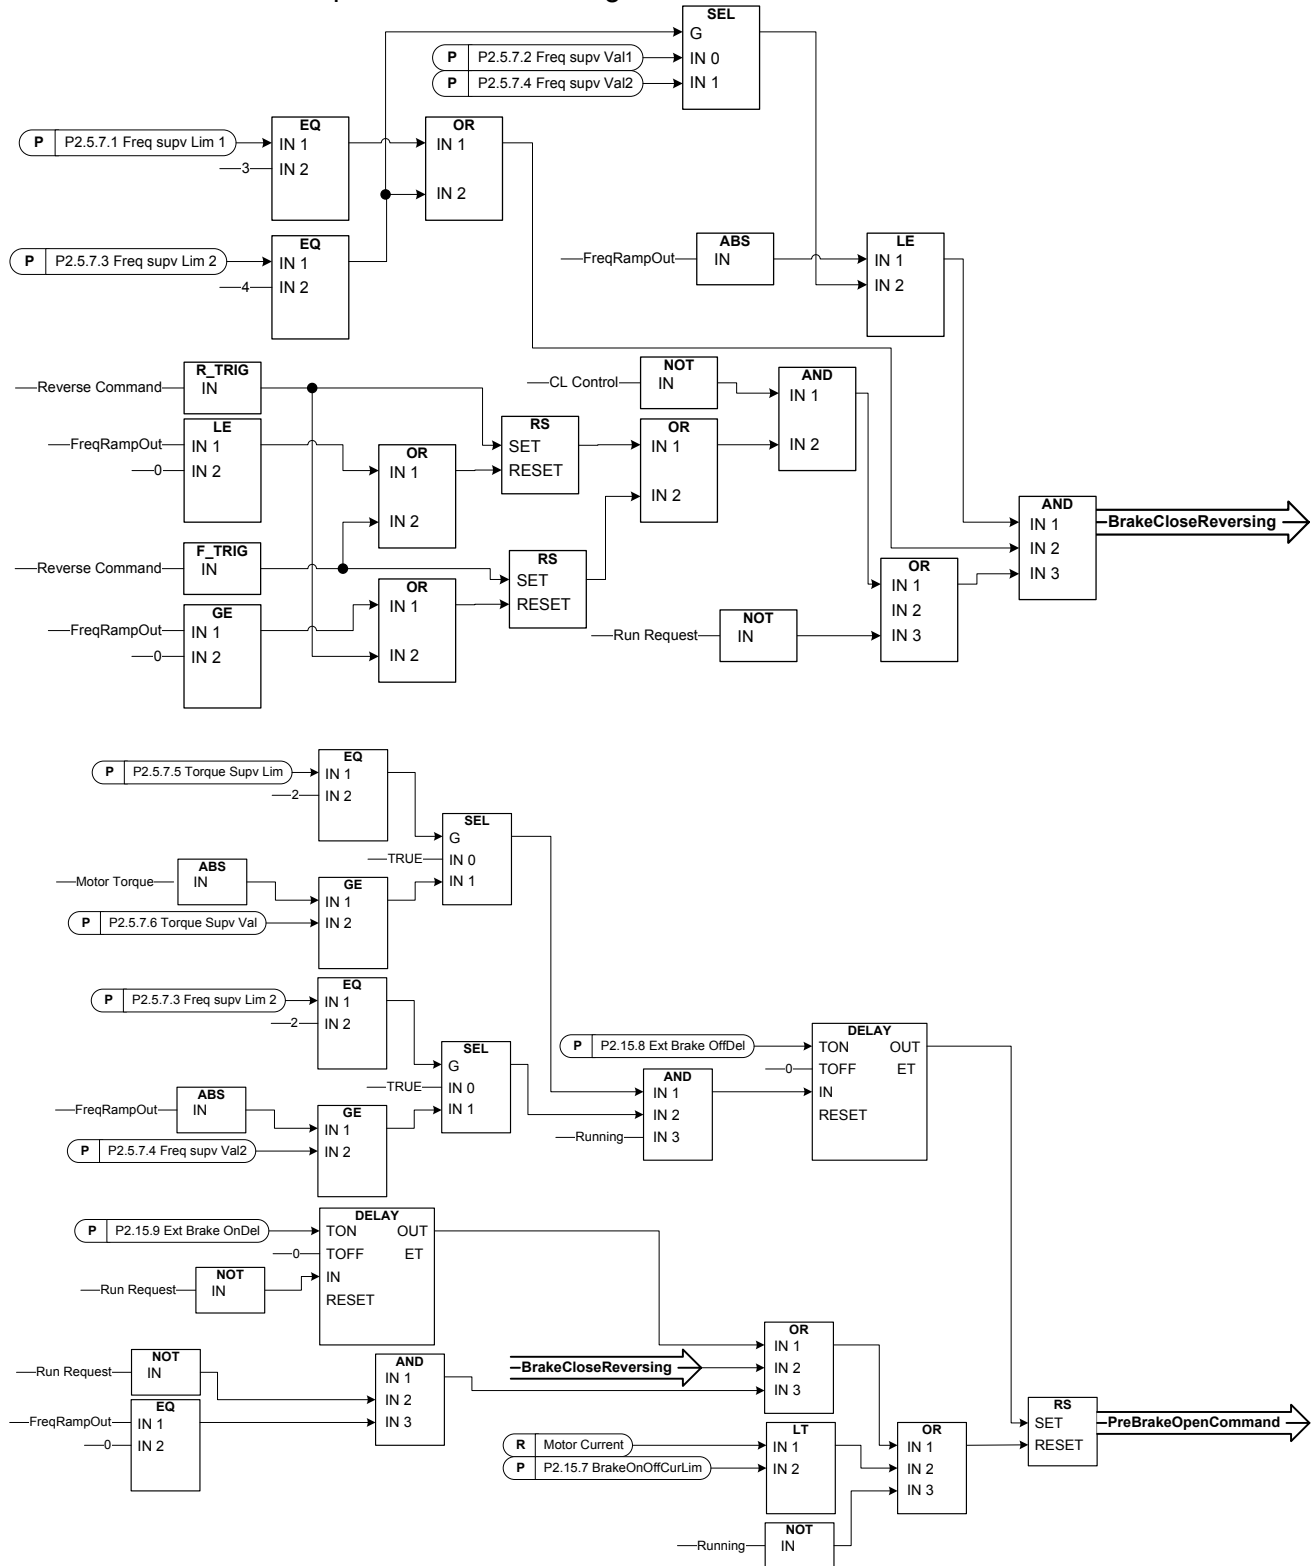 SEL
G
P P2.5.7.2 Freq supv Val1 IN 0
P P2.5.7.4 Freq supv Val2 IN 1
EQ
OR
P P2.5.7.1 Freq supv Lim 1 IN 1
IN 1
3 IN 2
IN 2
EQ
P P2.5.7.3 Freq supv Lim 2 IN 1
4 IN 2
ABS
FreqRampOut IN
LE
IN 1
IN 2
R_TRIG
Reverse Command IN
LE
FreqRampOut IN 1
0 IN 2
OR
IN 1
IN 2
RS
SET
RESET
NOT
CL Control IN
OR
IN 1
IN 2
AND
IN 1
IN 2
F_TRIG
Reverse Command IN
GE
FreqRampOut IN 1
0 IN 2
OR
IN 1
IN 2
RS
SET
RESET
NOT
Run Request IN
OR
IN 1
IN 2
IN 3
AND
IN 1
IN 2
IN 3
BrakeCloseReversing
EQ
P P2.5.7.5 Torque Supv Lim IN 1
2 IN 2
SEL
G
TRUE IN 0
IN 1
ABS
Motor Torque IN
GE
IN 1
P P2.5.7.6 Torque Supv Val IN 2
EQ
P P2.5.7.3 Freq supv Lim 2 IN 1
2 IN 2
SEL
G
TRUE IN 0
IN 1
ABS
FreqRampOut IN
GE
IN 1
P P2.5.7.4 Freq supv Val2 IN 2
AND
IN 1
IN 2
Running IN 3
DELAY
P P2.15.8 Ext Brake OffDel TON OUT
0 TOFF ET
IN
RESET
DELAY
P P2.15.9 Ext Brake OnDel TON OUT
0 TOFF ET
IN
RESET
NOT
Run Request IN
NOT
Run Request IN
EQ
FreqRampOut IN 1
0 IN 2
AND
IN 1
IN 2
IN 3
BrakeCloseReversing
OR
IN 1
IN 2
IN 3
LT
R Motor Current IN 1
P P2.15.7 BrakeOnOffCurLim IN 2
NOT
Running IN
OR
IN 1
IN 2
IN 3
RS
SET
RESET
PreBrakeOpenCommand